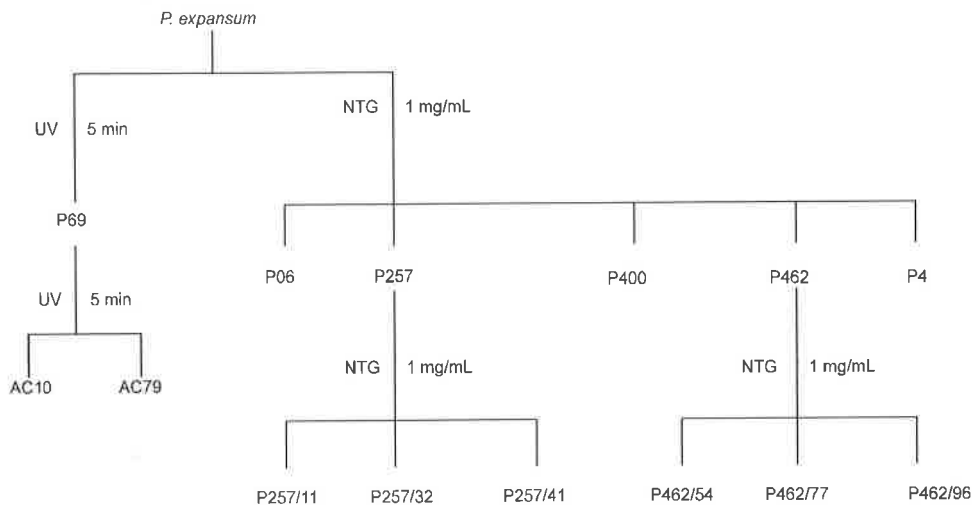 P. expansum
NTG 1 mg/mL
UV 5 min
P69
P06 P257 P400 P462 P4
UV 5 min
NTG 1 mg/mL NTG 1 mg/mL
AC10 AC79
P257/11 P257/32 P257/41 P462/54 P462/77 P462/96